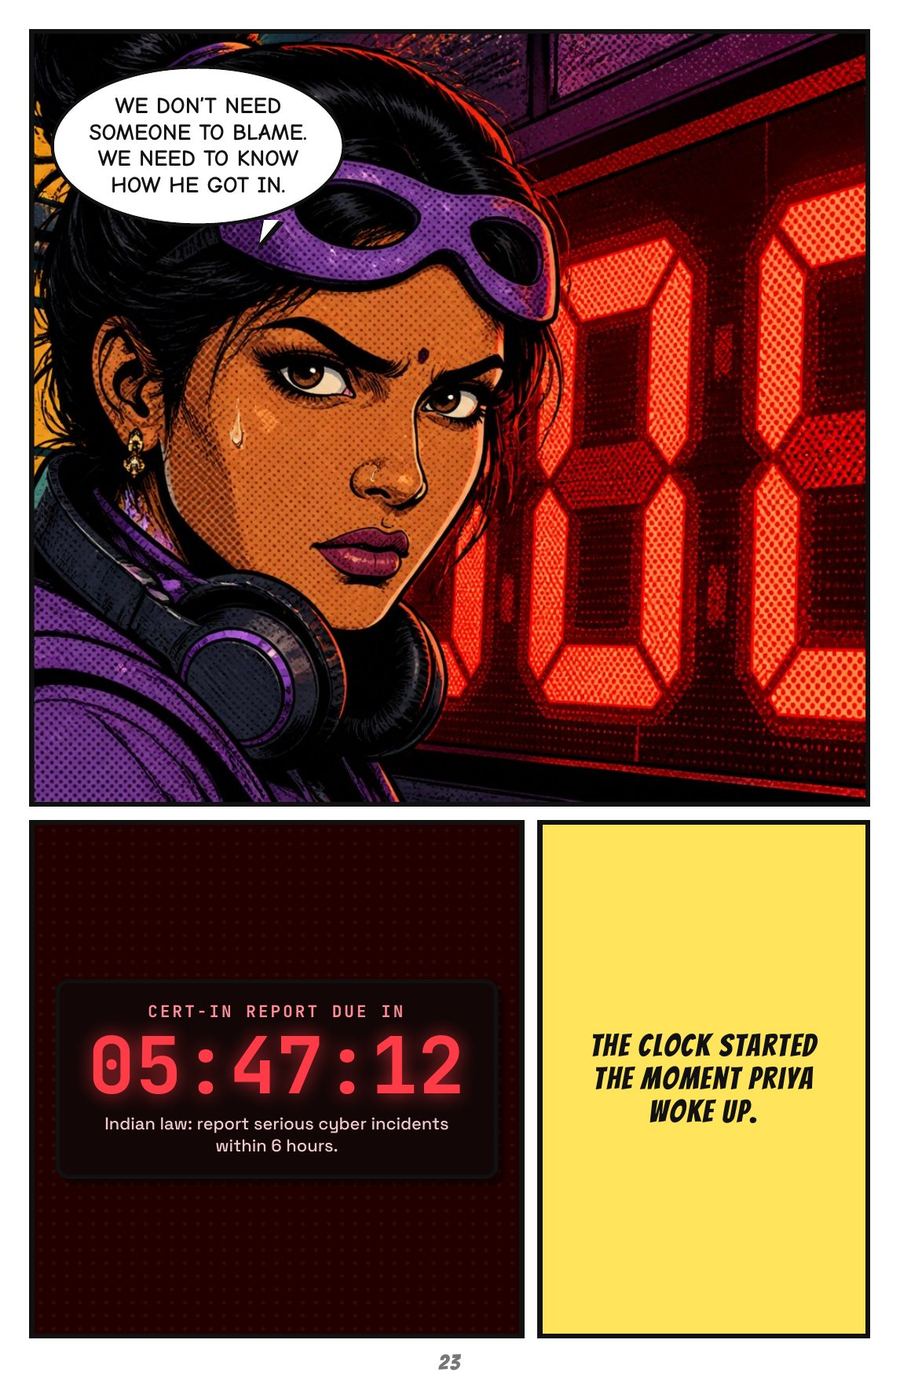 WE DON'T NEED
SOMEONE TO BLAME.
WE NEED TO KNOW
HOW HE GOT IN.
CERT-IN REPORT DUE IN
05:47:12
Indian law: report serious cyber incidents
within 6 hours.
THE CLOCK STARTED
THE MOMENT PRIYA
WOKE UP.
23